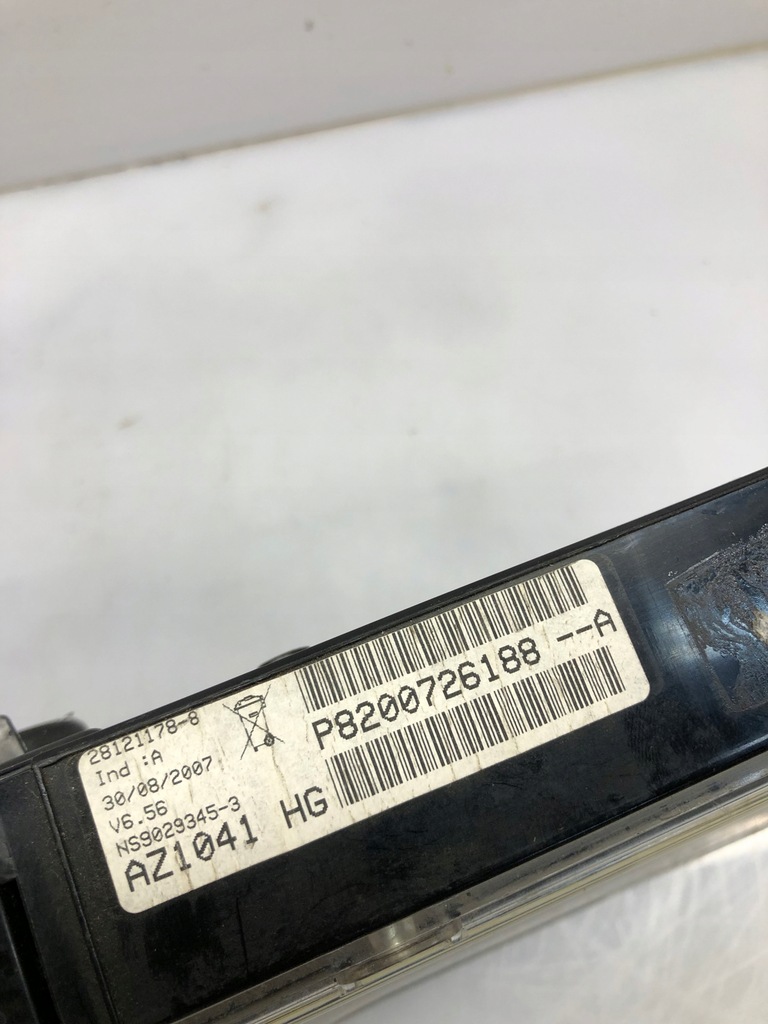 28121178-8
Ind :A
30/08/2007
V6.56
NS9029345-3
AZ1041 HG
P8200726188 --A